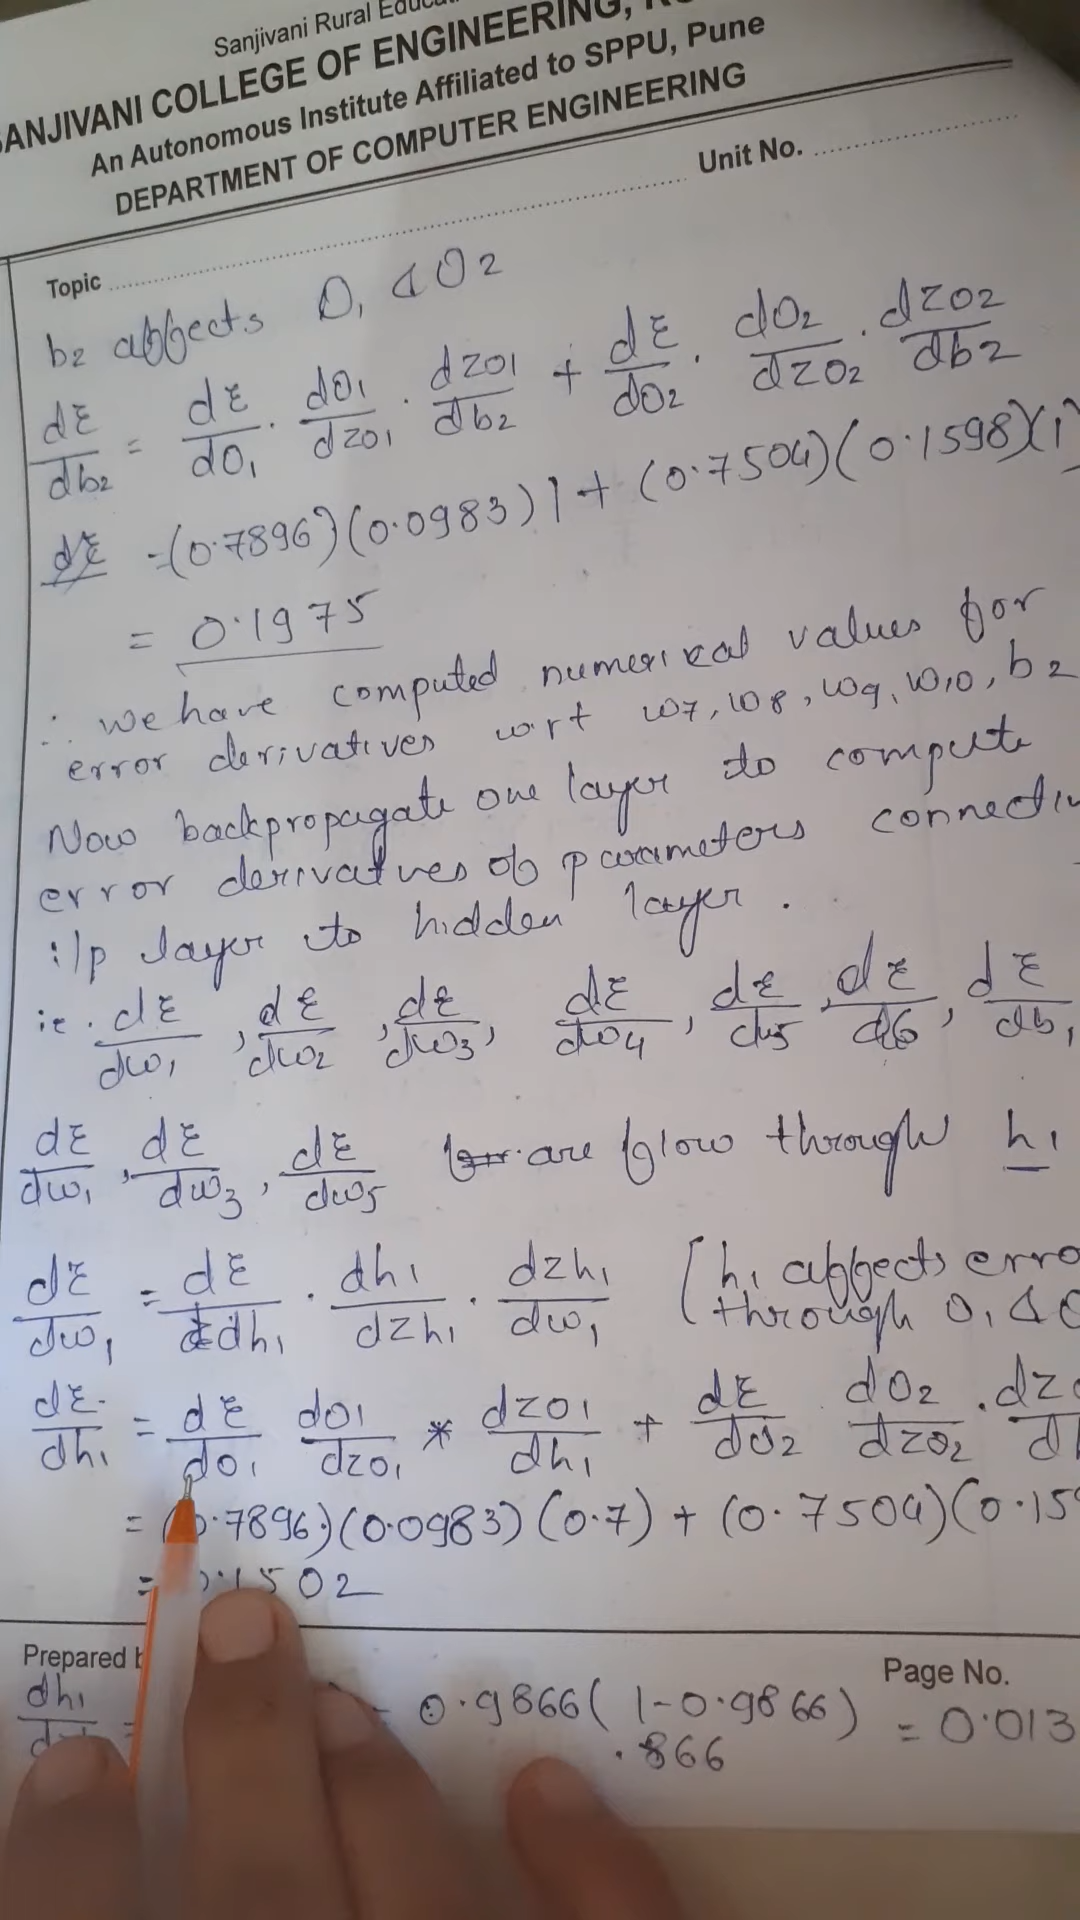 Sanjivani Rural
SANJIVANI COLLEGE OF ENGINEERING,
An Autonomous Institute Affiliated to SPPU, Pune
DEPARTMENT OF COMPUTER ENGINEERING
Unit No.
Topic
b2 affects O1 & O2
dE/db2 = dE/dO1 . dO1/dzO1 . dzO1/db2 + dE/dO2 . dO2/dzO2 . dzO2/db2
dE = (0.7896)(0.0983) 1 + (0.7504)(0.1598)(1)
= 0.1975
∴ we have computed numerical values for
error derivatives wrt w7, w8, w9, w10, b2
Now backpropagate one layer to compute
error derivatves of parameters
i/p layer to hidden layer.
ie. dE/dw1, dE/dw2, dE/dw3, dE/dw4, dE/dw5, dE/d6, dE/db1
dE/dw1, dE/dw3, dE/dw5 are flow through h1
dE/dw1 = dE/dh1 . dh1/dzh1 . dzh1/dw1 [h1 affects
through O1 &
dE/dh1 = dE/dO1 dO1/dzO1 * dzO1/dh1 + dE/dO2 dO2/dzO2 .
= (0.7896)(0.0983)(0.7) + (0.7504)(0.15
= 0.1502
Prepared
Page No.
dh1 = 0.9866(1-0.9866) = 0.013
.866